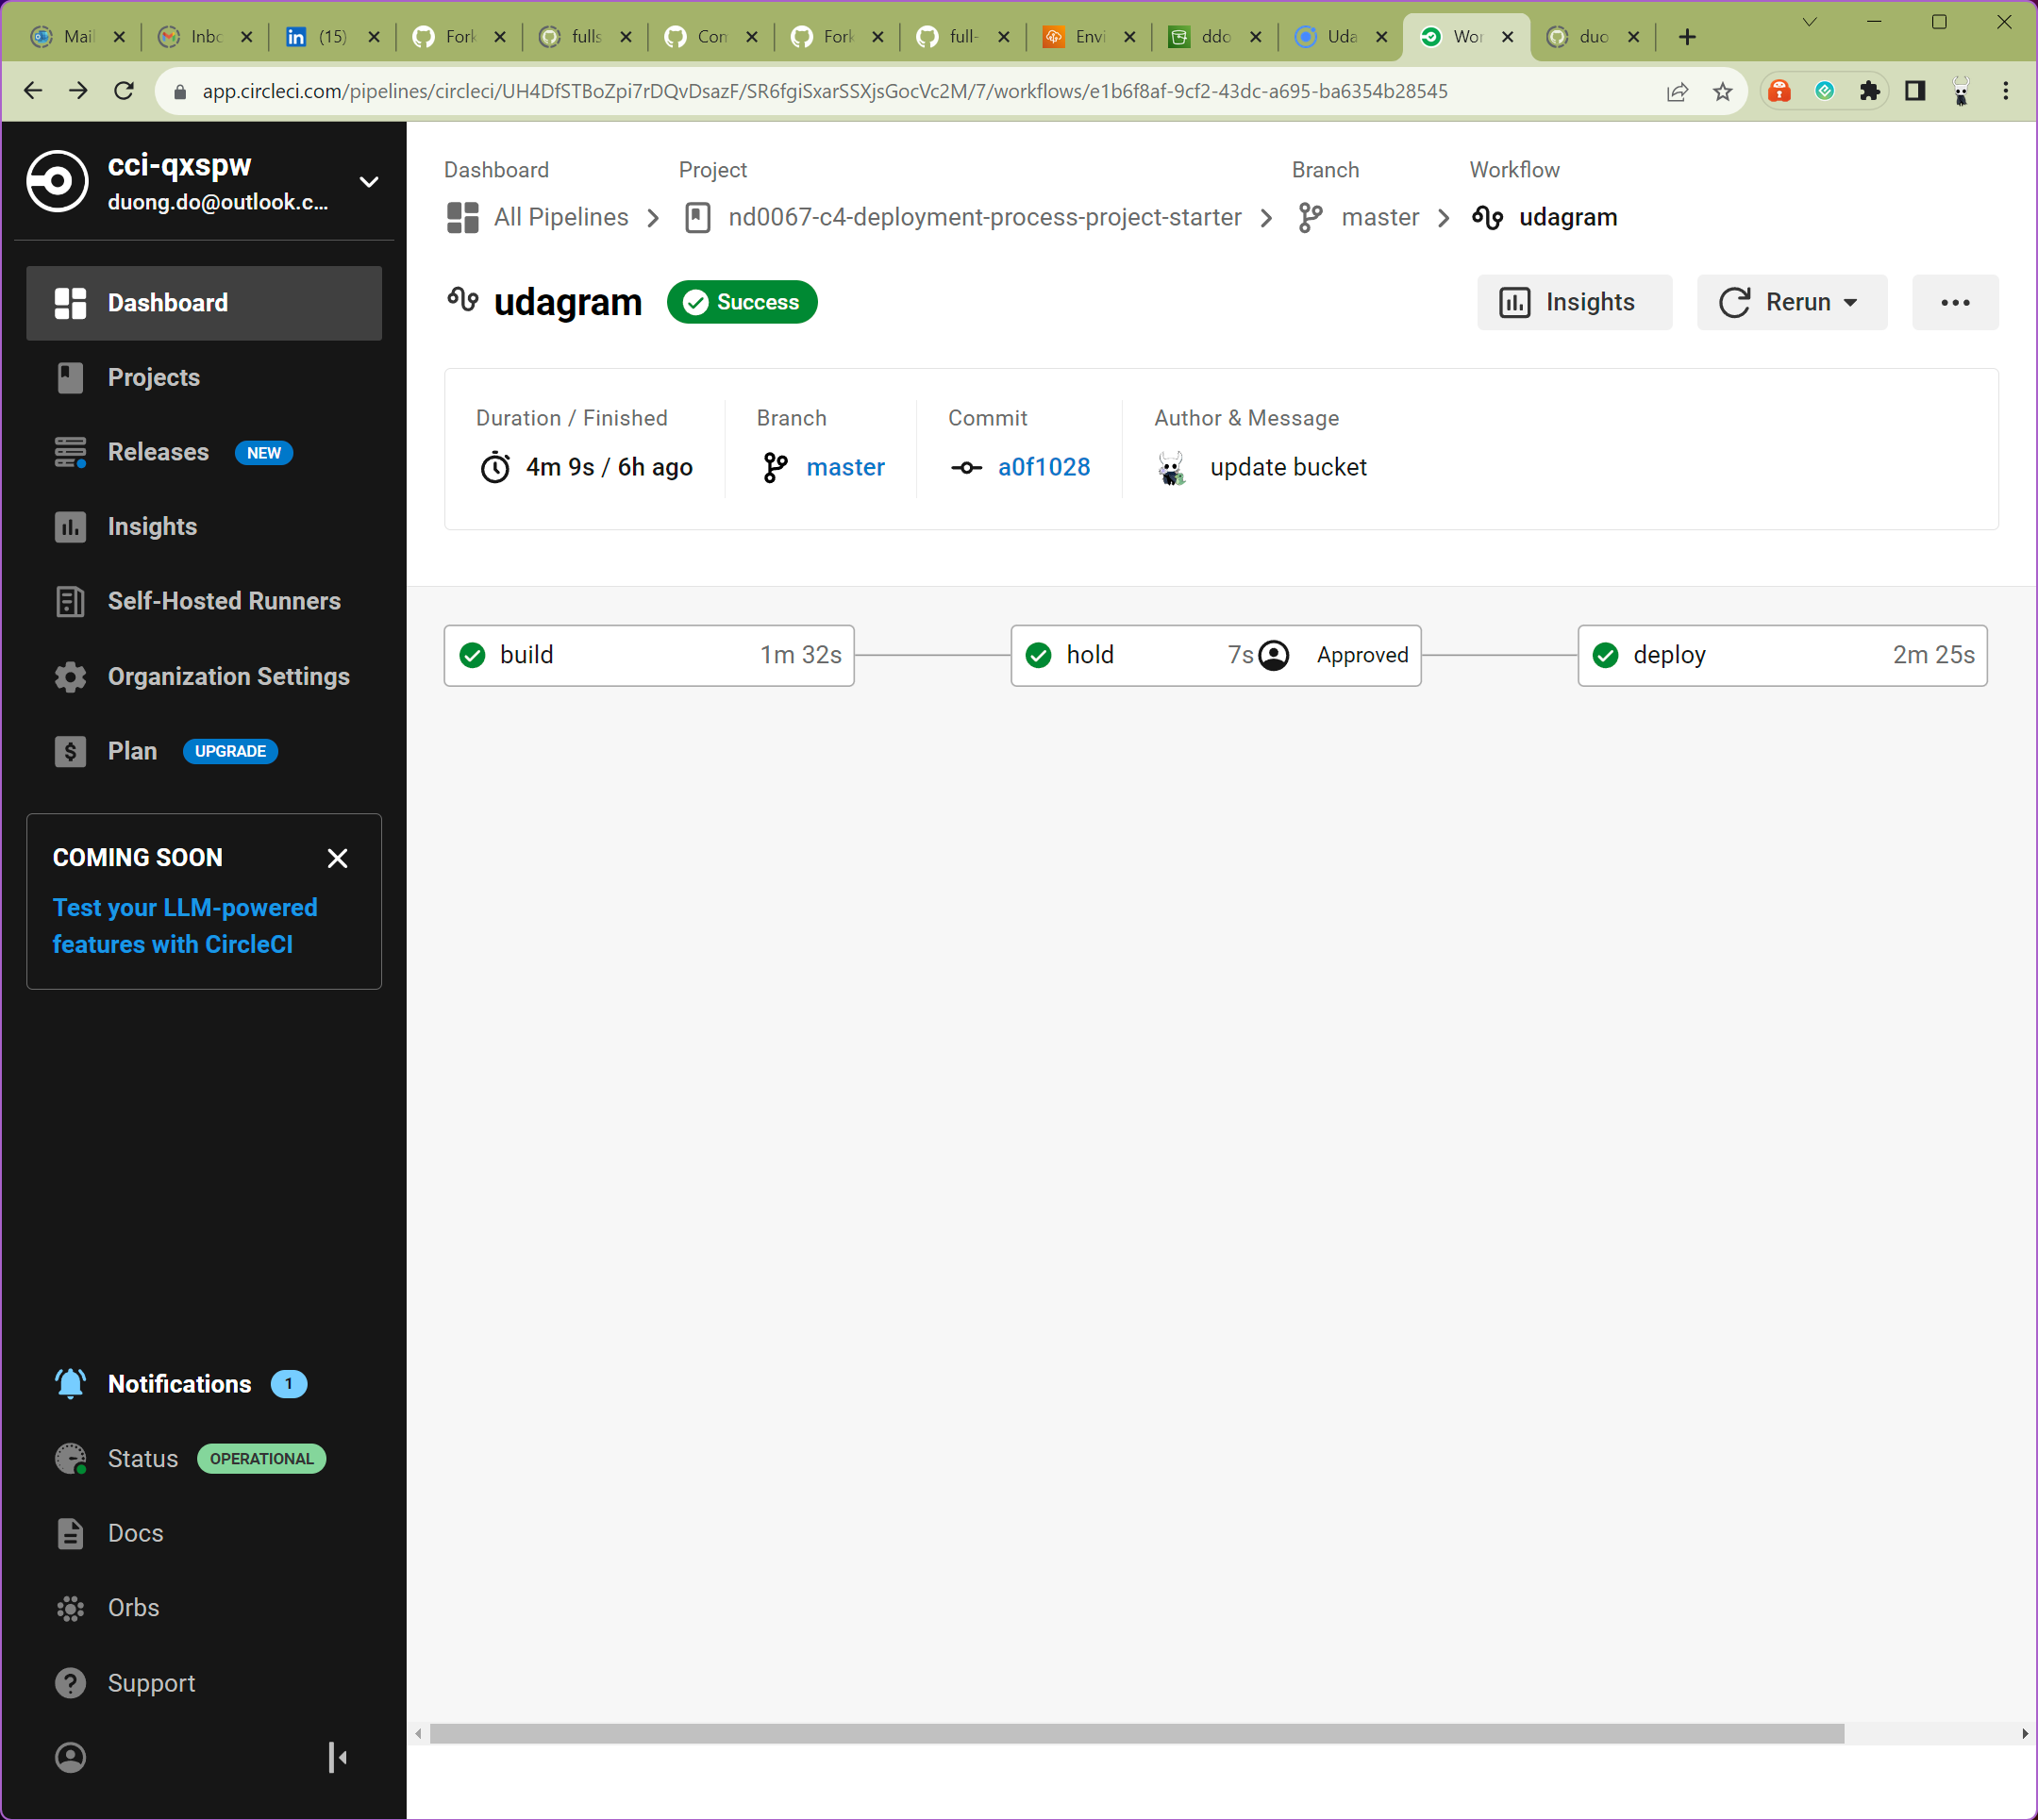 Mail
Inbc
(15)
Fork
fulls
Con
Fork
full-
Envi
ddo
Uda
Wor
duo
app.circleci.com/pipelines/circleci/UH4DfSTBoZpi7rDQvDsazF/SR6fgiSxarSSXjsGocVc2M/7/workflows/e1b6f8af-9cf2-43dc-a695-ba6354b28545
cci-qxspw
duong.do@outlook.c...
Dashboard
Projects
Releases NEW
Insights
Self-Hosted Runners
Organization Settings
Plan UPGRADE
COMING SOON
Test your LLM-powered
features with CircleCI
Notifications 1
Status OPERATIONAL
Docs
Orbs
Support
Dashboard Project Branch Workflow
All Pipelines nd0067-c4-deployment-process-project-starter master udagram
udagram Success Insights Rerun
Duration / Finished Branch Commit Author & Message
4m 9s / 6h ago master a0f1028 update bucket
build 1m 32s hold 7s Approved deploy 2m 25s